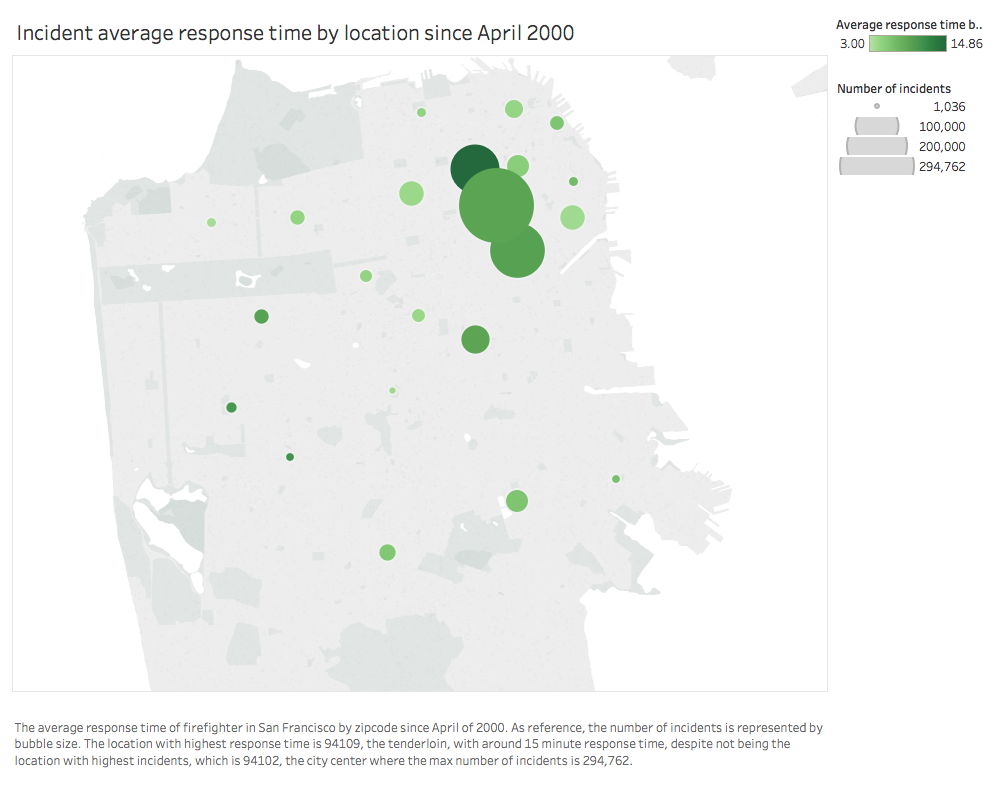 Incident average response time by location since April 2000
Average response time b..
3.00 14.86
Number of incidents
1,036
100,000
200,000
294,762
The average response time of firefighter in San Francisco by zipcode since April of 2000. As reference, the number of incidents is represented by
bubble size. The location with highest response time is 94109, the tenderloin, with around 15 minute response time, despite not being the
location with highest incidents, which is 94102, the city center where the max number of incidents is 294,762.